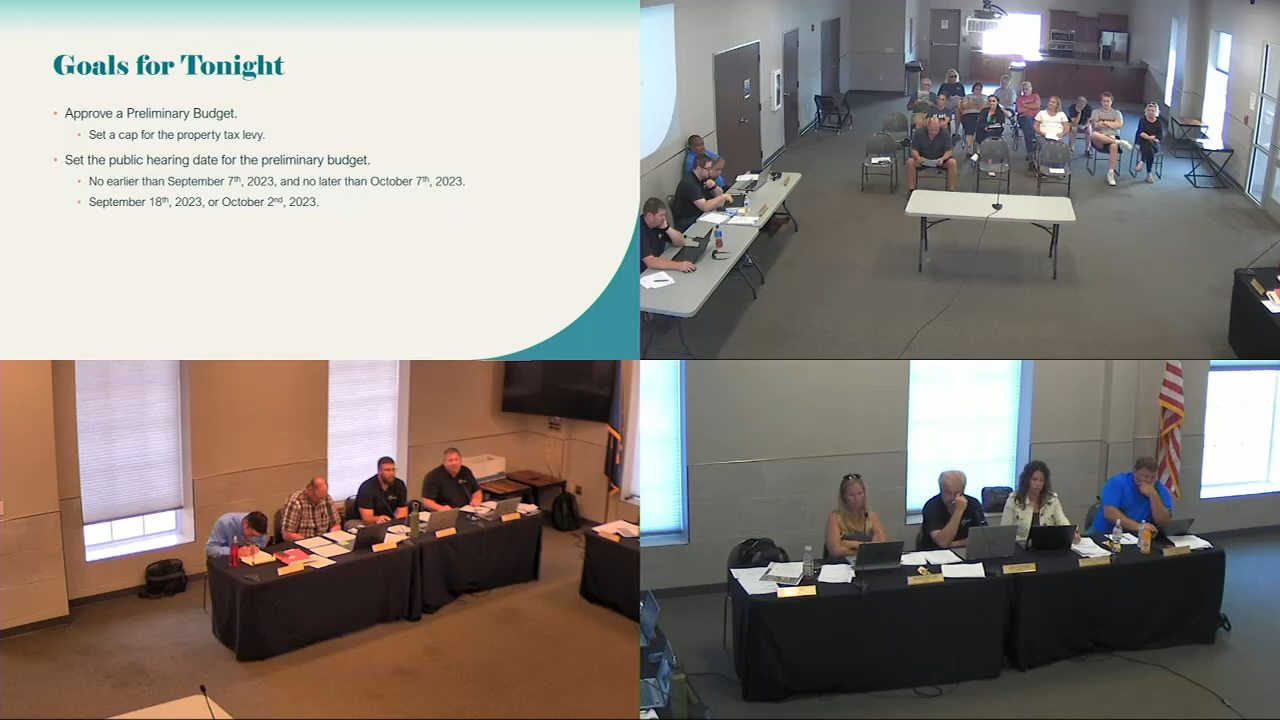 Goals for Tonight
• Approve a Preliminary Budget.
• Set a cap for the property tax levy.
• Set the public hearing date for the preliminary budget.
• No earlier than September 7th, 2023, and no later than October 7th, 2023.
• September 18th, 2023, or October 2nd, 2023.